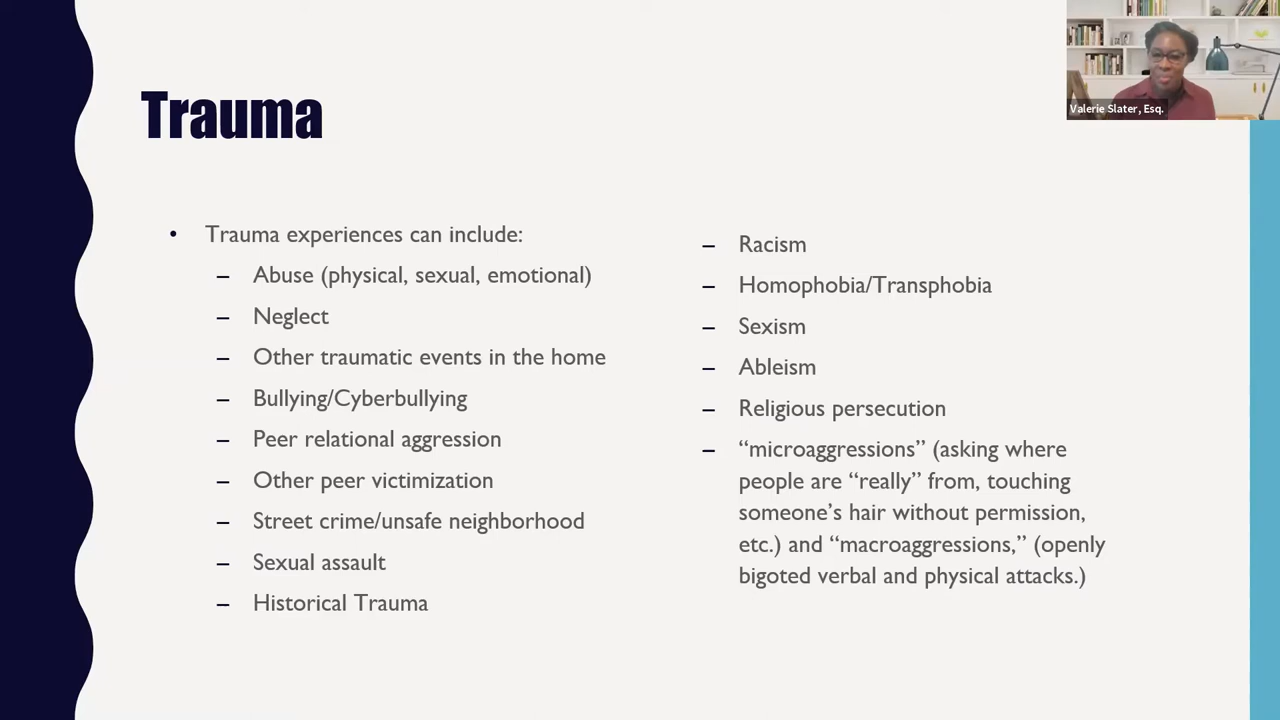 Valerie Slater, Esq.
Trauma
• Trauma experiences can include:
– Abuse (physical, sexual, emotional)
– Neglect
– Other traumatic events in the home
– Bullying/Cyberbullying
– Peer relational aggression
– Other peer victimization
– Street crime/unsafe neighborhood
– Sexual assault
– Historical Trauma
– Racism
– Homophobia/Transphobia
– Sexism
– Ableism
– Religious persecution
– “microaggressions” (asking where
people are “really” from, touching
someone’s hair without permission,
etc.) and “macroaggressions,” (openly
bigoted verbal and physical attacks.)